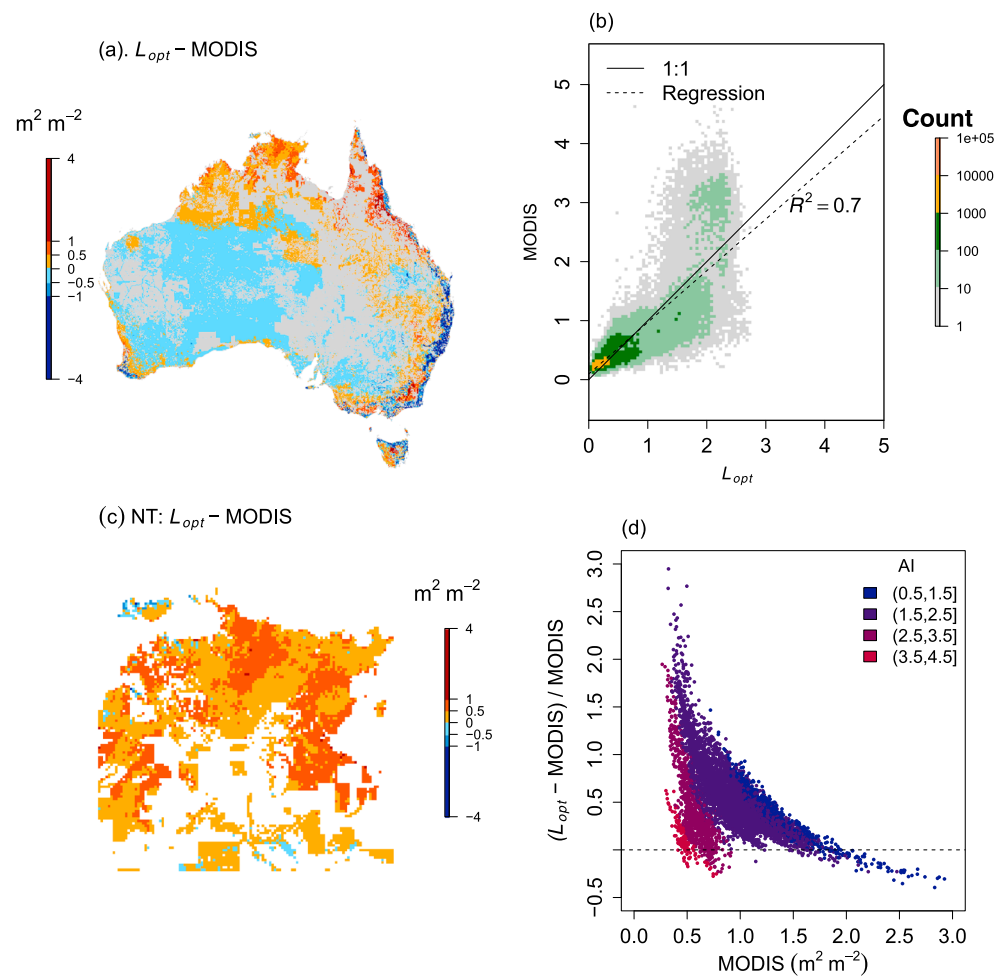 (a). Lopt − MODIS
m² m⁻²
4
1
0.5
0
−0.5
−1
−4
(b)
1:1
Regression
R² = 0.7
MODIS
5
4
3
2
1
0
0 1 2 3 4 5
Lopt
Count
1e+05
10000
1000
100
10
1
(c) NT: Lopt − MODIS
m² m⁻²
4
1
0.5
0
−0.5
−1
−4
(d)
AI
(0.5,1.5]
(1.5,2.5]
(2.5,3.5]
(3.5,4.5]
(Lopt − MODIS) / MODIS
3.0
2.5
2.0
1.5
1.0
0.5
−0.5
0.0 0.5 1.0 1.5 2.0 2.5 3.0
MODIS (m² m⁻²)